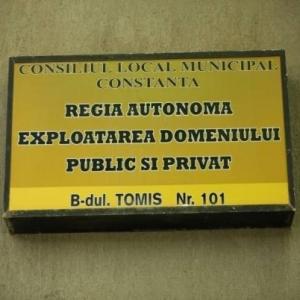 CONSILIUL LOCAL MUNICIPAL
CONSTANTA
REGIA AUTONOMA
EXPLOATAREA DOMENIULUI
PUBLIC SI PRIVAT
B-dul. TOMIS Nr. 101